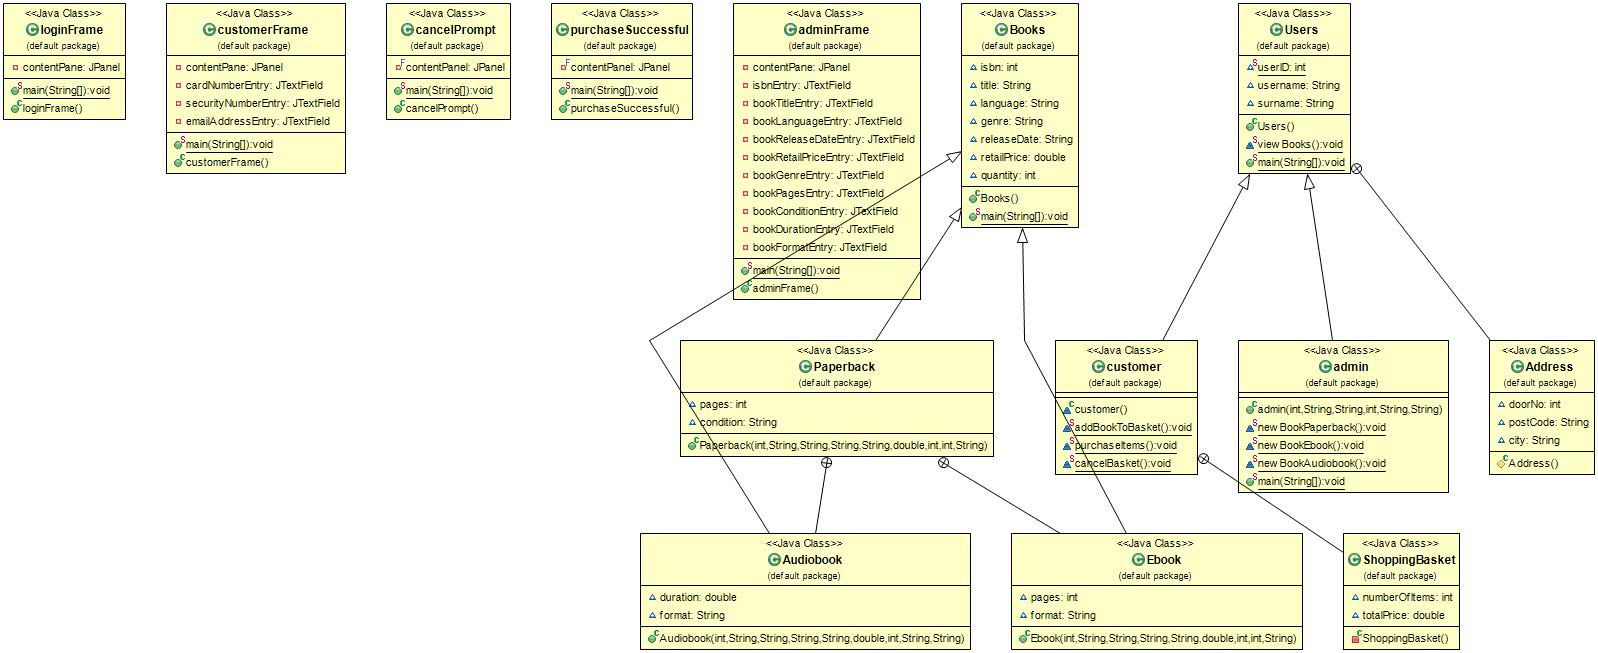 <<Java Class>>
loginFrame
(default package)
contentPane: JPanel
main(String[]):void
loginFrame()
<<Java Class>>
customerFrame
(default package)
contentPane: JPanel
cardNumberEntry: JTextField
securityNumberEntry: JTextField
emailAddressEntry: JTextField
main(String[]):void
customerFrame()
<<Java Class>>
cancelPrompt
(default package)
contentPanel: JPanel
main(String[]):void
cancelPrompt()
<<Java Class>>
purchaseSuccessful
(default package)
contentPanel: JPanel
main(String[]):void
purchaseSuccessful()
<<Java Class>>
adminFrame
(default package)
contentPane: JPanel
isbnEntry: JTextField
bookTitleEntry: JTextField
bookLanguageEntry: JTextField
bookReleaseDateEntry: JTextField
bookRetailPriceEntry: JTextField
bookGenreEntry: JTextField
bookPagesEntry: JTextField
bookConditionEntry: JTextField
bookDurationEntry: JTextField
bookFormatEntry: JTextField
main(String[]):void
adminFrame()
<<Java Class>>
Books
(default package)
isbn: int
title: String
language: String
genre: String
releaseDate: String
retailPrice: double
quantity: int
Books()
main(String[]):void
<<Java Class>>
Users
(default package)
userID: int
username: String
surname: String
Users()
view Books():void
main(String[]):void
<<Java Class>>
Paperback
(default package)
pages: int
condition: String
Paperback(int,String,String,String,String,double,int,int,String)
<<Java Class>>
customer
(default package)
customer()
addBookToBasket():void
purchaseItems():void
cancelBasket():void
<<Java Class>>
admin
(default package)
admin(int,String,String,int,String,String)
new BookPaperback():void
new BookEbook():void
new BookAudiobook():void
main(String[]):void
<<Java Class>>
Address
(default package)
doorNo: int
postCode: String
city: String
Address()
<<Java Class>>
Audiobook
(default package)
duration: double
format: String
Audiobook(int,String,String,String,String,double,int,String,String)
<<Java Class>>
Ebook
(default package)
pages: int
format: String
Ebook(int,String,String,String,String,double,int,int,String)
<<Java Class>>
ShoppingBasket
(default package)
numberOfItems: int
totalPrice: double
ShoppingBasket()